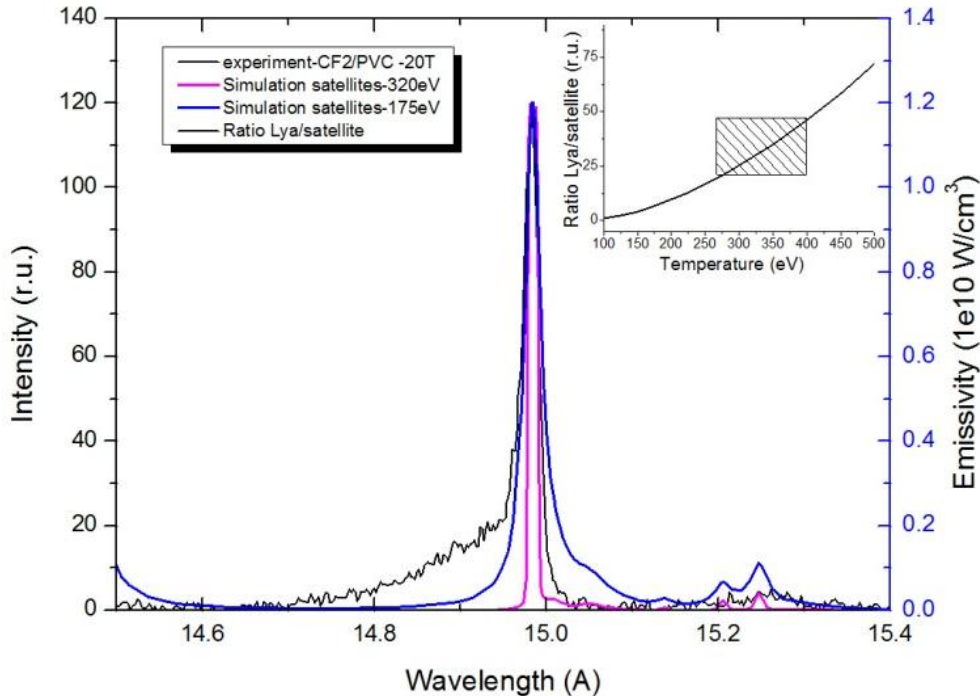 140
120
100
80
60
40
20
0
Intensity (r.u.)
experiment-CF2/PVC -20T
Simulation satellites-320eV
Simulation satellites-175eV
Ratio Lya/satellite
75
50
25
0
Ratio Lya/satellite (r.u.)
100 150 200 250 300 350 400 450 500
Temperature (eV)
1.4
1.2
1.0
0.8
0.6
0.4
0.2
0.0
Emissivity (1e10 W/cm³)
14.6 14.8 15.0 15.2 15.4
Wavelength (A)